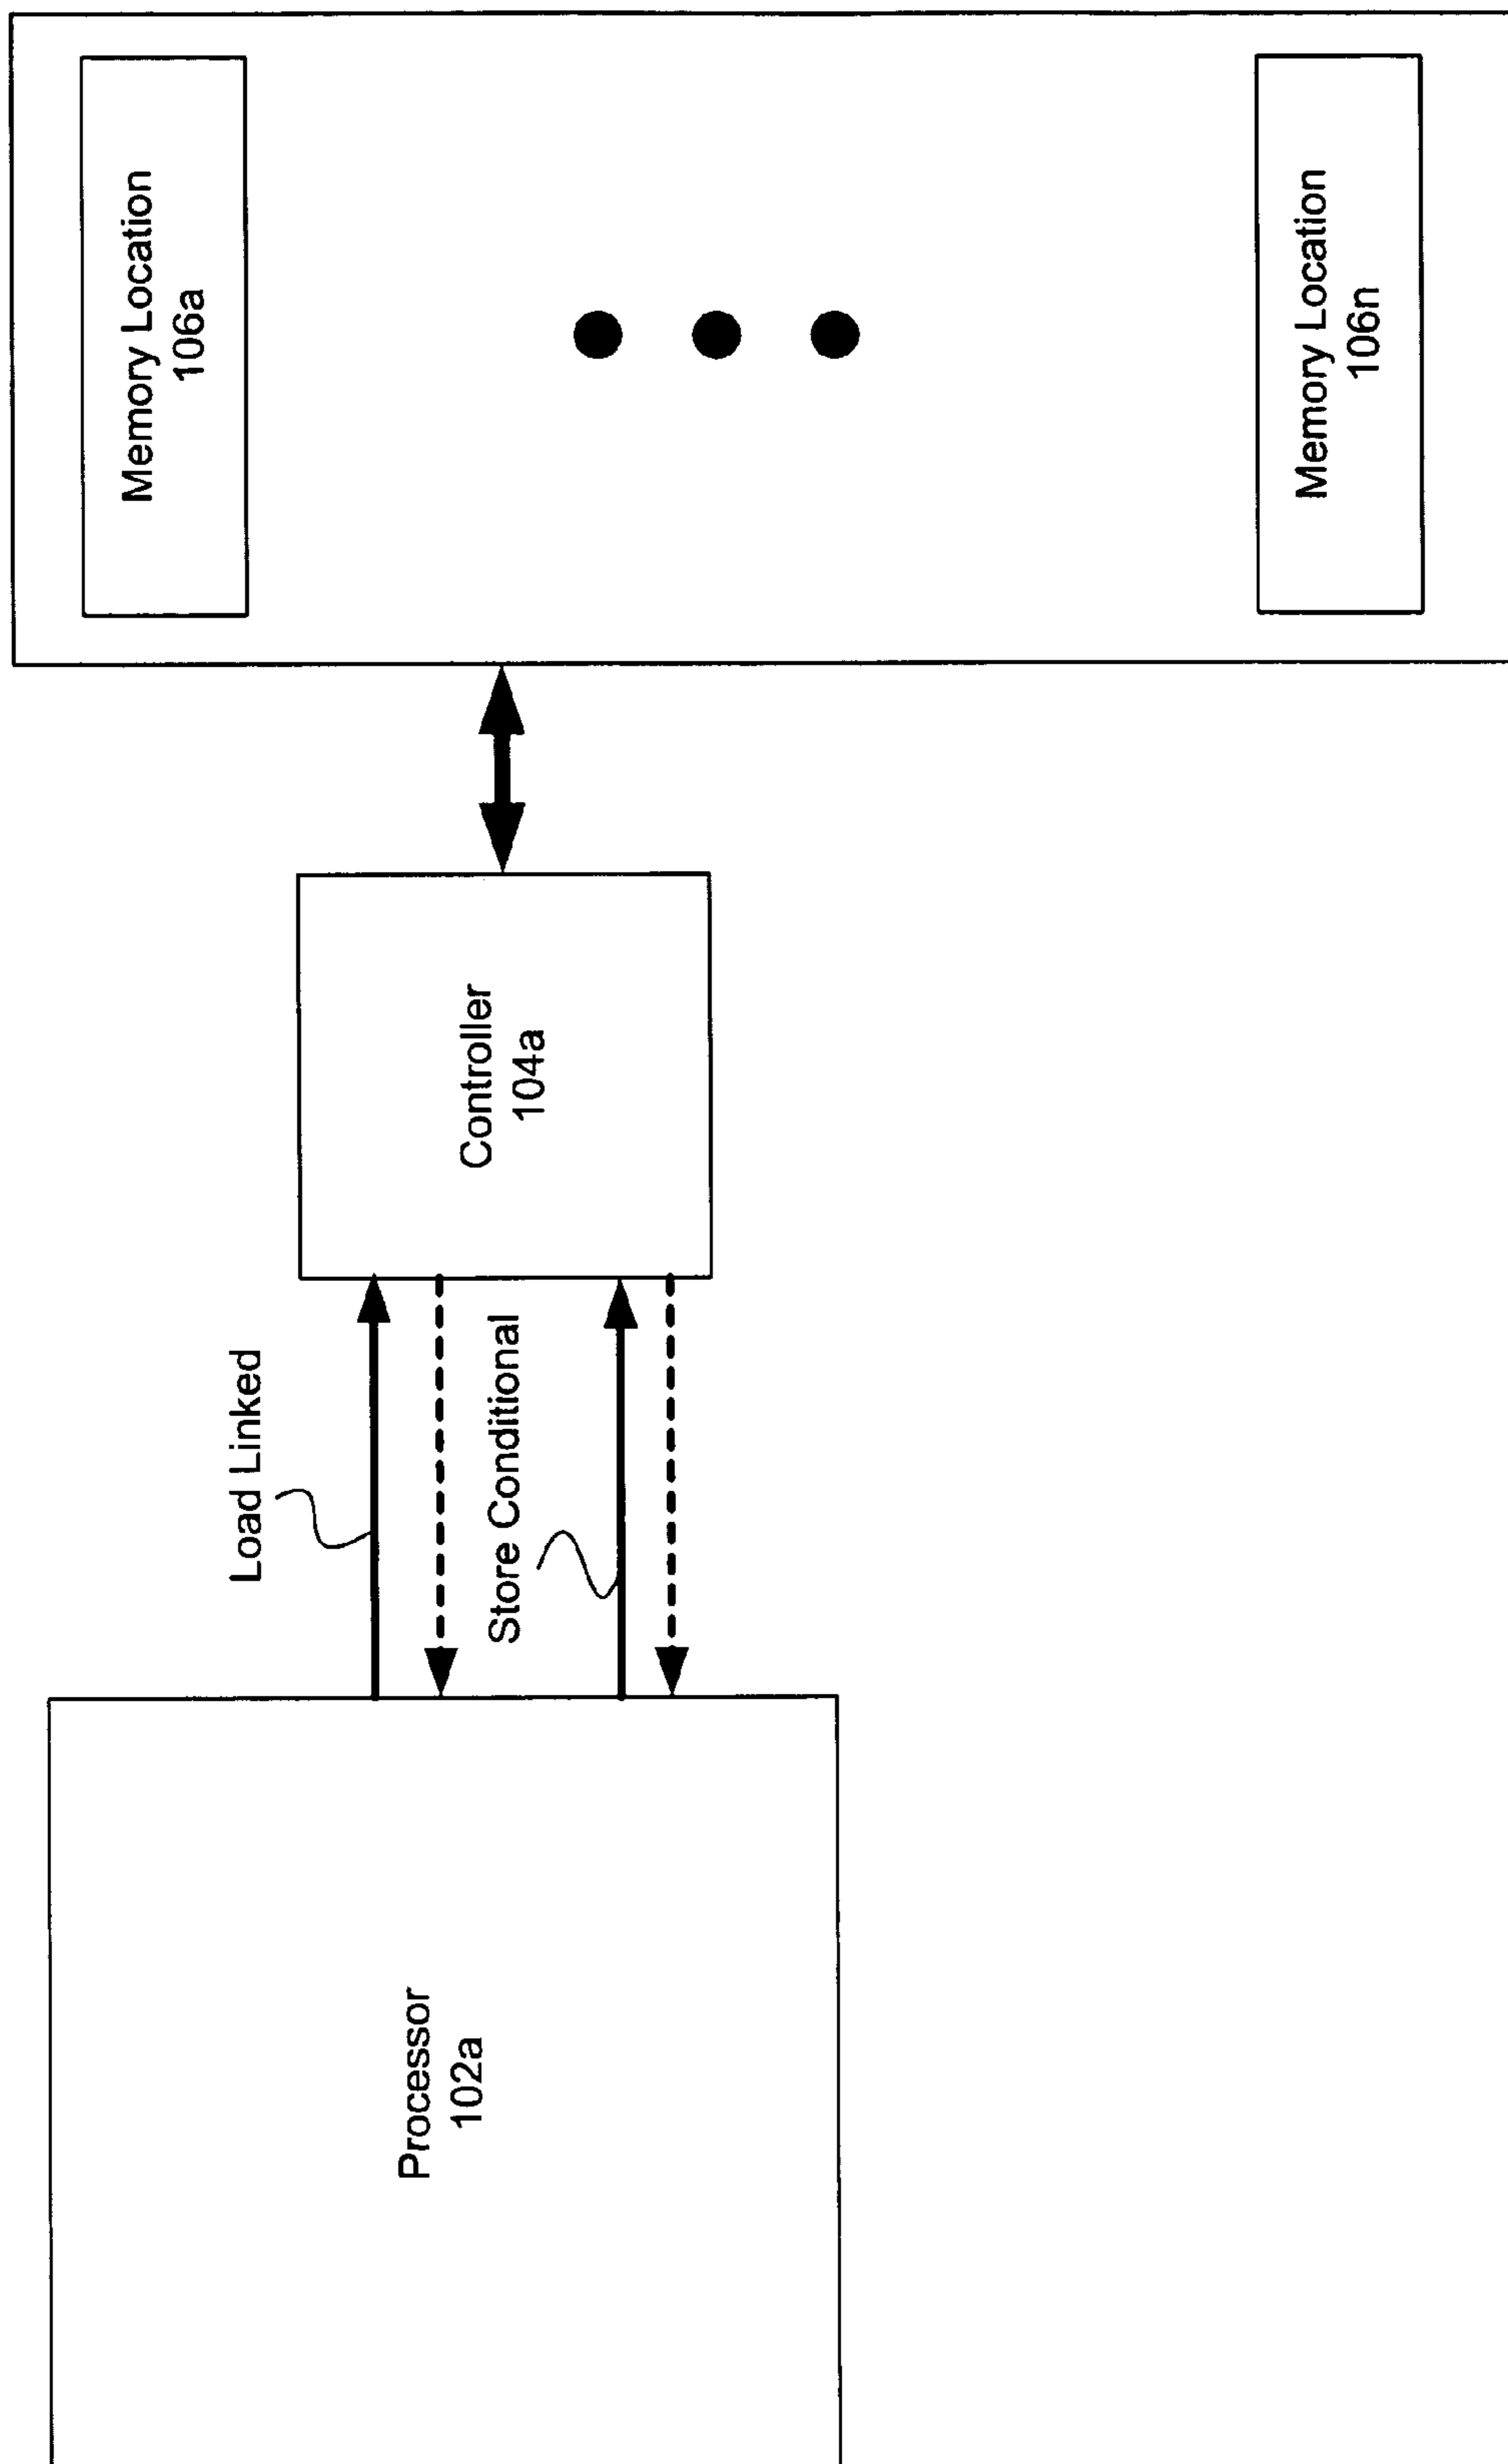 Processor
102a
Load Linked
Store Conditional
Controller
104a
Memory Location
106a
Memory Location
106n